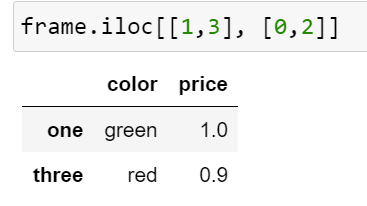 frame.iloc[[1,3], [0,2]]
color price
one green 1.0
three red 0.9